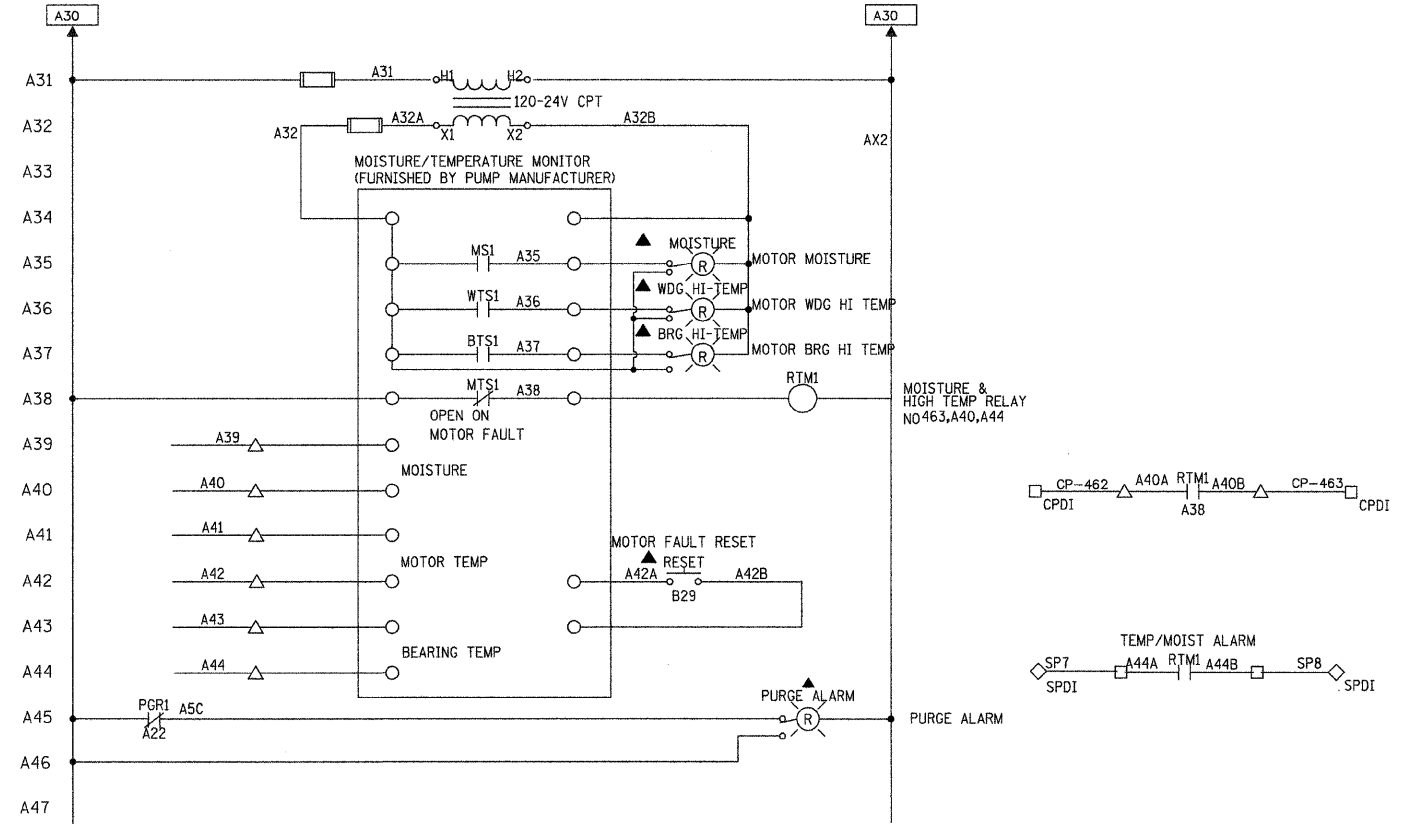 A30 A30
A31 A31 H1 H2
120-24V CPT
A32 A32 A32A X1 X2 A32B
AX2
A33 MOISTURE/TEMPERATURE MONITOR
(FURNISHED BY PUMP MANUFACTURER)
A34
MOISTURE
A35 MS1 A35 R MOTOR MOISTURE
WDG HI-TEMP
A36 WTS1 A36 R MOTOR WDG HI TEMP
BRG HI-TEMP
A37 BTS1 A37 R MOTOR BRG HI TEMP
A38 MTS1 A38 RTM1
MOISTURE &
HIGH TEMP RELAY
NO463,A40,A44
OPEN ON
MOTOR FAULT
A39 A39
MOISTURE
A40 A40
CP-462 A40A RTM1 A40B CP-463
CPDI A38 CPDI
A41 A41
MOTOR FAULT RESET
MOTOR TEMP RESET
A42 A42 A42A A42B
B29
A43 A43
BEARING TEMP
TEMP/MOIST ALARM
A44 A44
SP7 A44A RTM1 A44B SP8
SPDI SPDI
PURGE ALARM
A45 PGR1 A5C R PURGE ALARM
A22
A46
A47